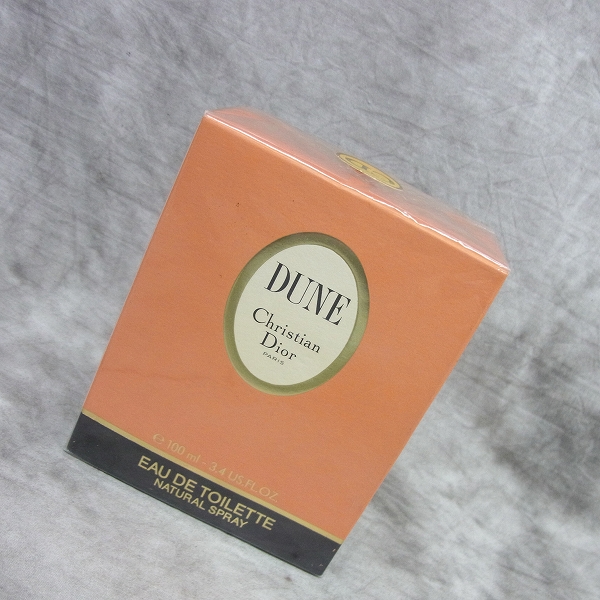 DUNE
Christian
Dior
PARIS
℮ 100 ml - 3.4 US.FL.OZ
EAU DE TOILETTE
NATURAL SPRAY